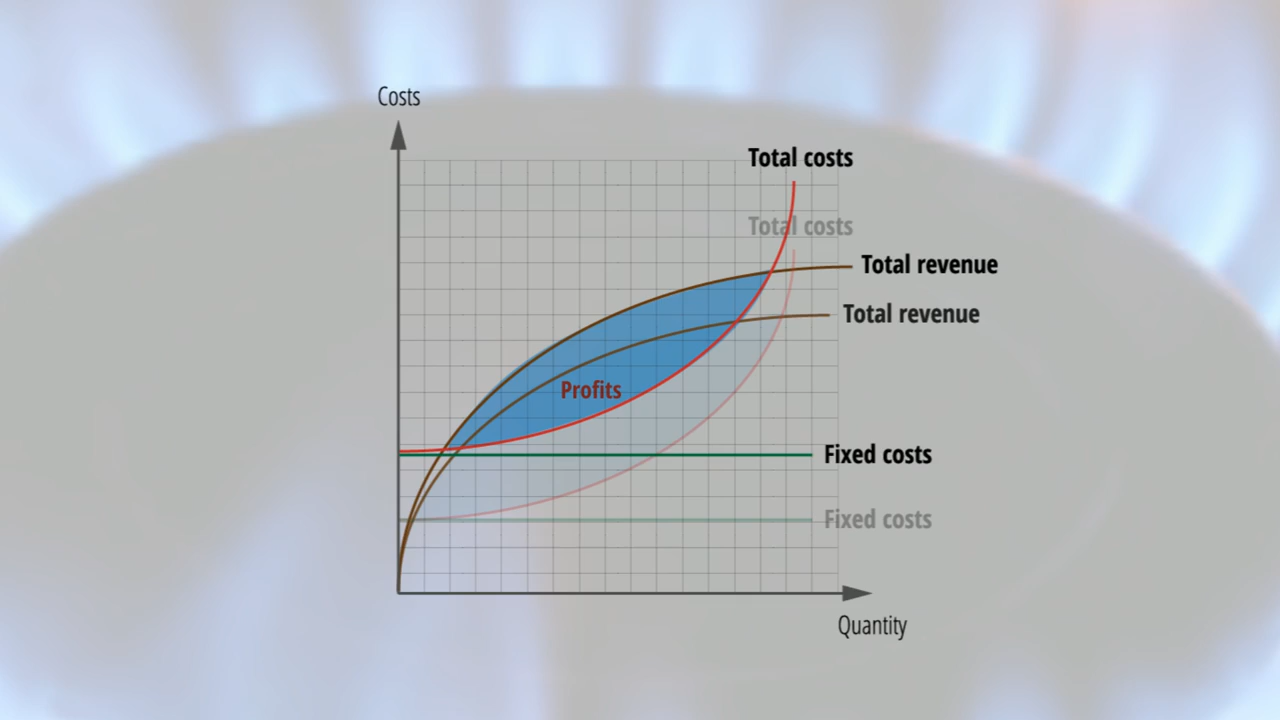 Costs
Total costs
Total costs
Total revenue
Total revenue
Profits
Fixed costs
Fixed costs
Quantity